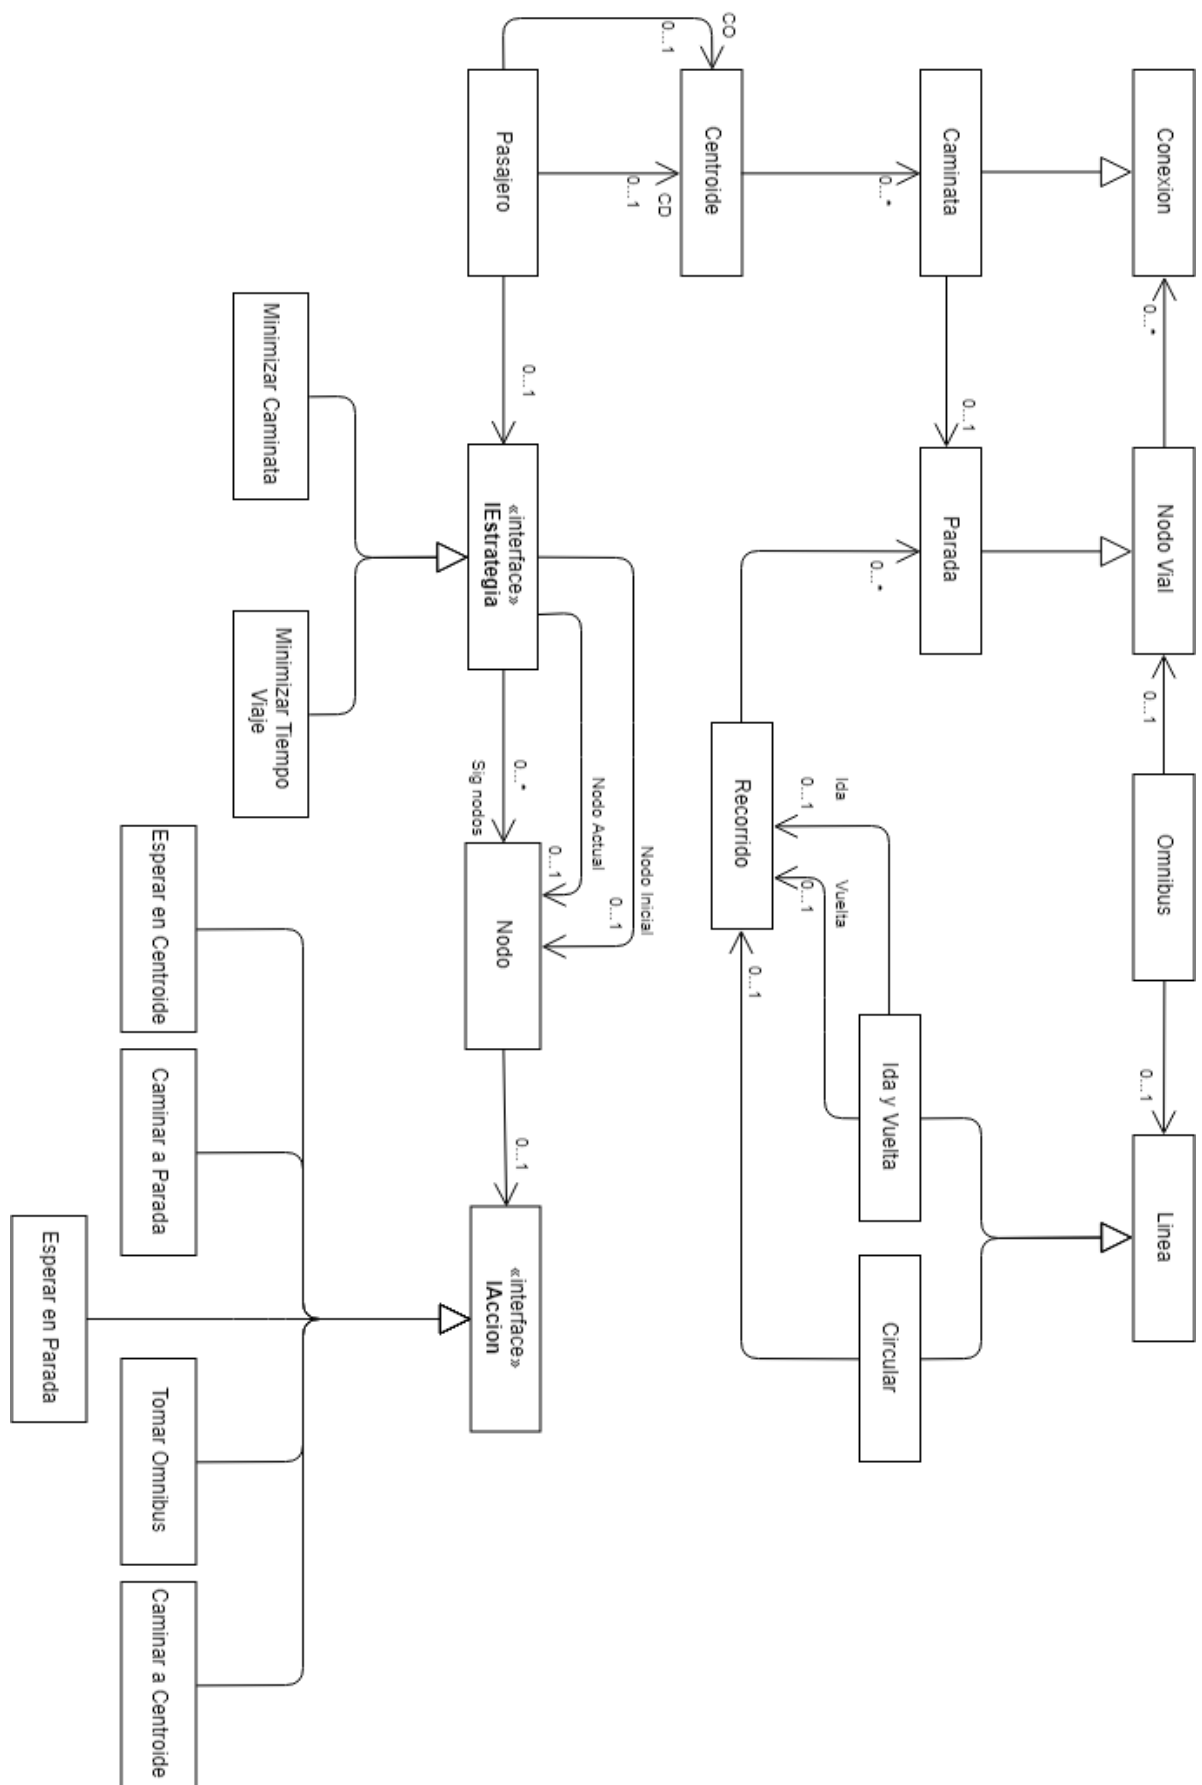 Conexion
0...*
Nodo Vial
0...1
Omnibus
0...1
Linea
Caminata
0...1
Parada
Ida y Vuelta
Circular
0...*
0...*
Ida
0...1
Vuelta
0...1
0...1
CO
0...1
Centroide
Recorrido
CD
0...1
Nodo Inicial
0...1
Nodo Actual
0...1
Pasajero
0...1
«interface»
IEstrategia
0...*
Sig nodos
Nodo
0...1
«interface»
IAccion
Minimizar Caminata
Minimizar Tiempo
Viaje
Esperar en Centroide
Caminar a Parada
Esperar en Parada
Tomar Omnibus
Caminar a Centroide